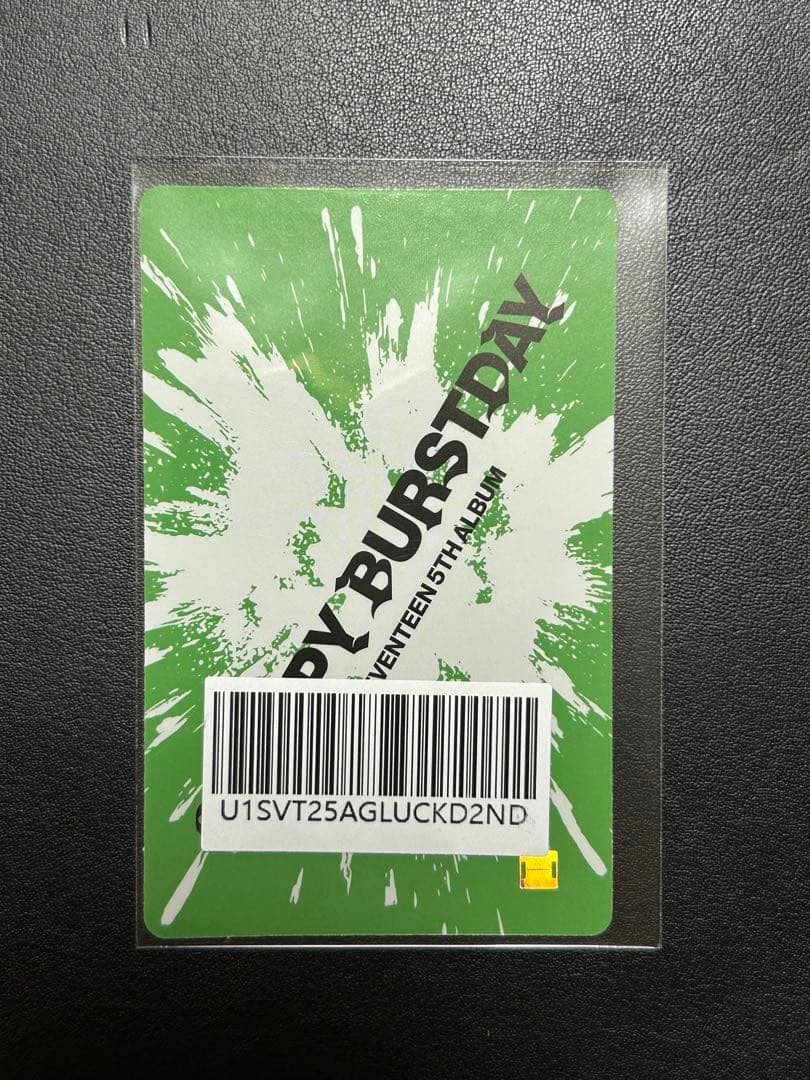 PY BURSTDAY
VENTEEN 5TH ALBUM
U1SVT25AGLUCKD2ND